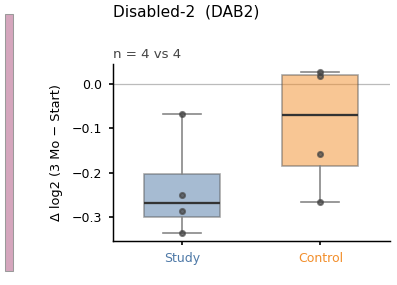 Disabled-2  (DAB2)
n = 4 vs 4
Δ log2 (3 Mo − Start)
0.0
−0.1
−0.2
−0.3
Study
Control